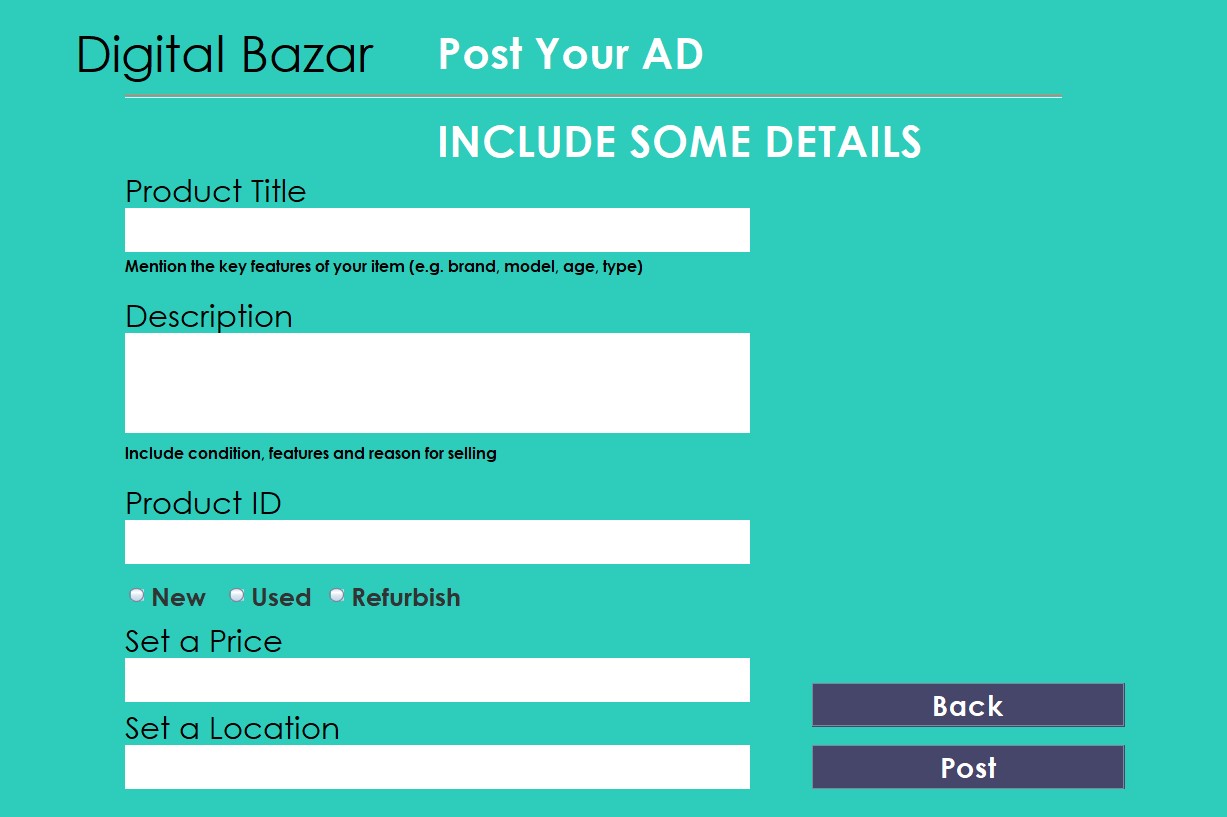 Digital Bazar
Post Your AD
INCLUDE SOME DETAILS
Product Title
Mention the key features of your item (e.g. brand, model, age, type)
Description
Include condition, features and reason for selling
Product ID
New Used Refurbish
Set a Price
Set a Location
Back
Post